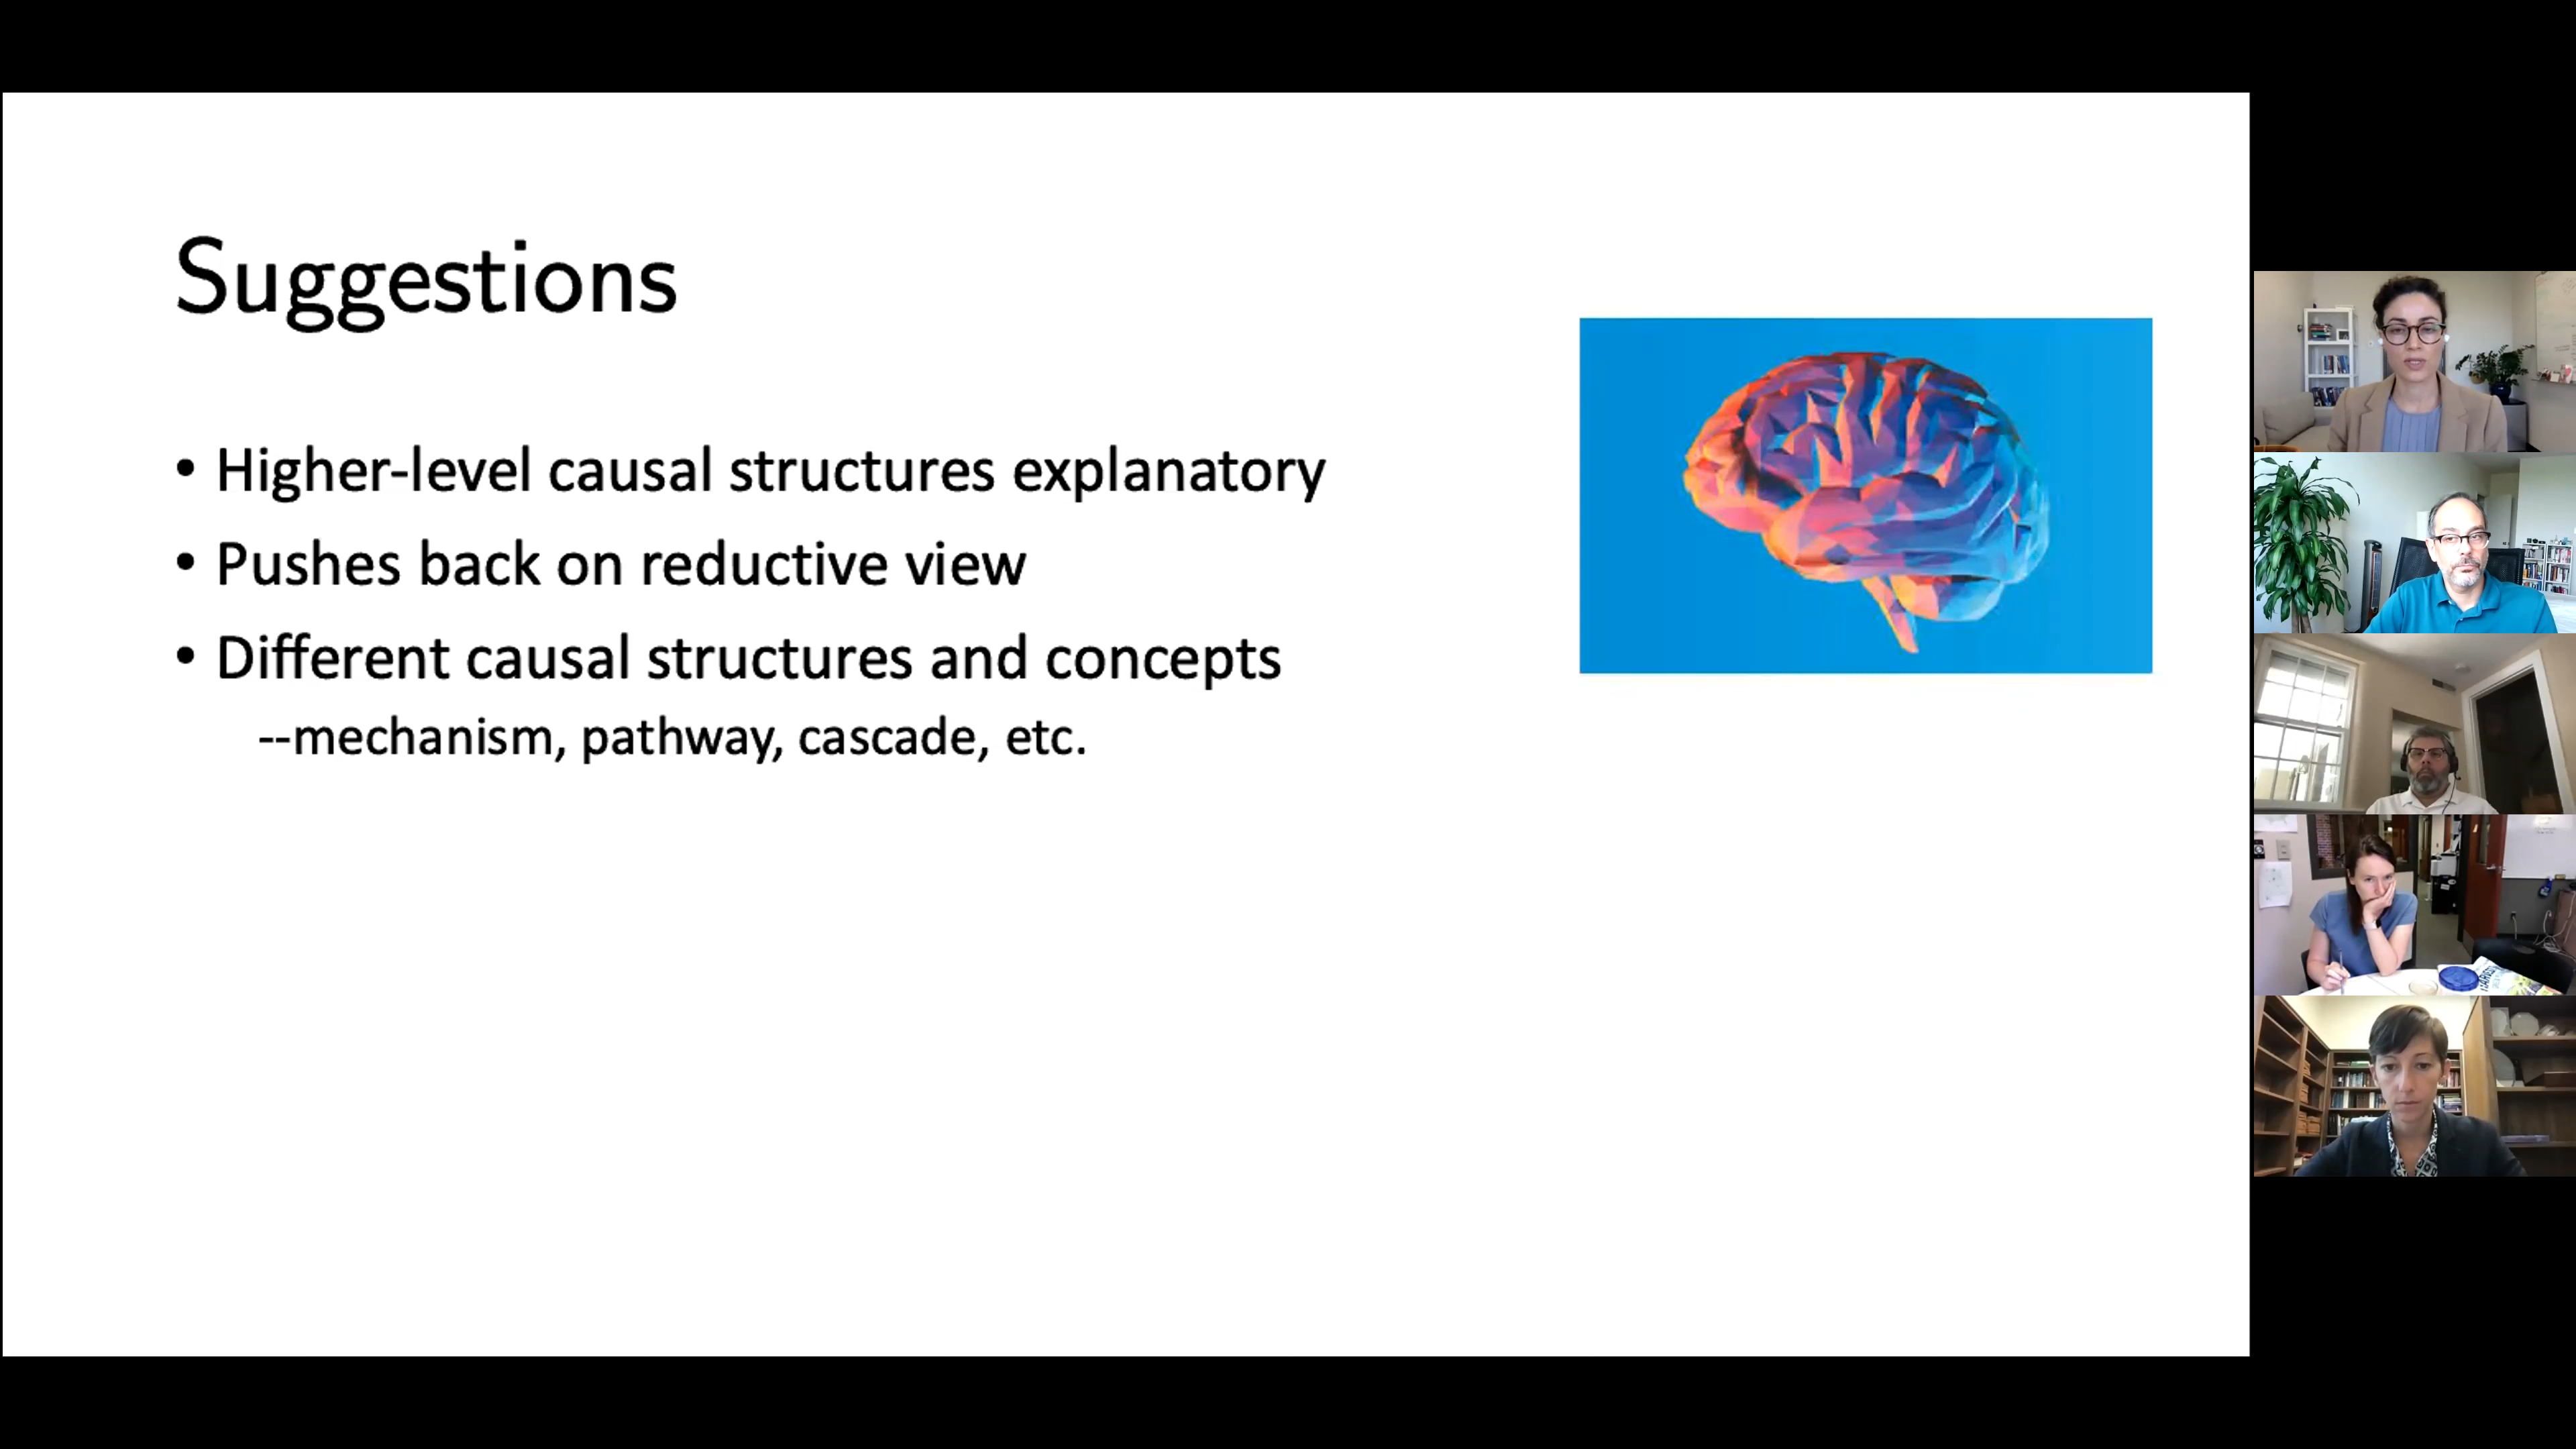 Suggestions
• Higher-level causal structures explanatory
• Pushes back on reductive view
• Different causal structures and concepts
--mechanism, pathway, cascade, etc.